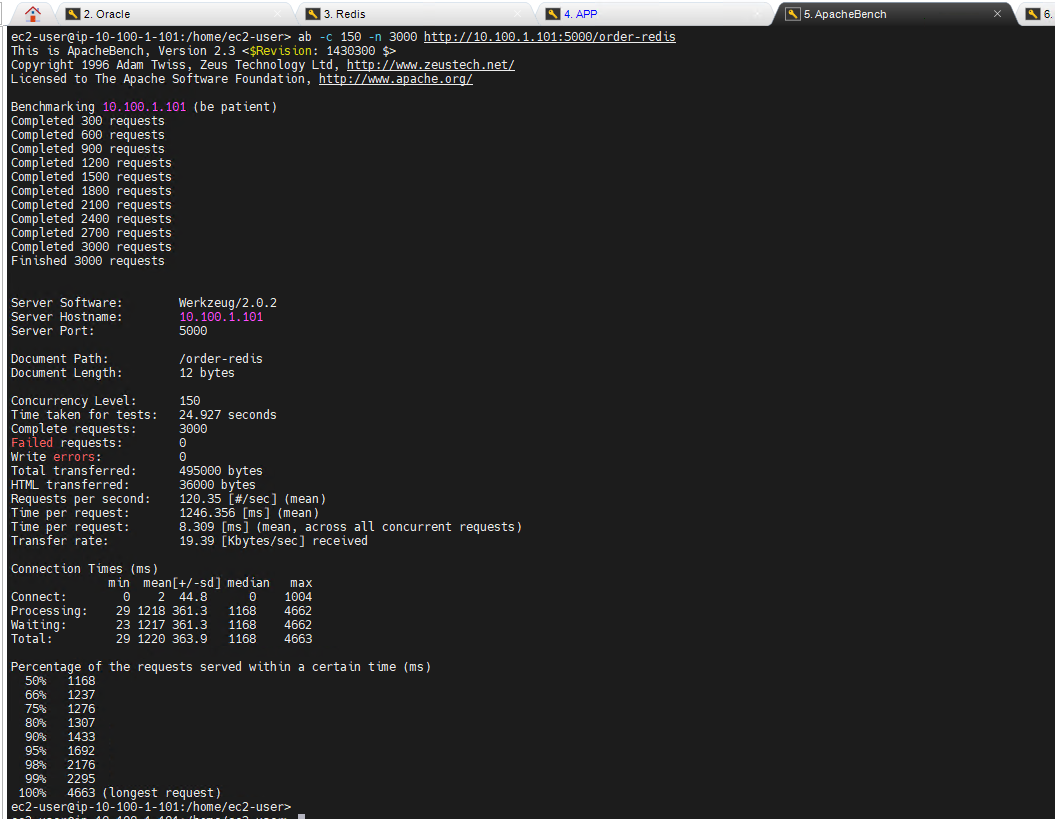 2. Oracle
3. Redis
4. APP
5. ApacheBench
6.
ec2-user@ip-10-100-1-101:/home/ec2-user> ab -c 150 -n 3000 http://10.100.1.101:5000/order-redis
This is ApacheBench, Version 2.3 <$Revision: 1430300 $>
Copyright 1996 Adam Twiss, Zeus Technology Ltd, http://www.zeustech.net/
Licensed to The Apache Software Foundation, http://www.apache.org/
Benchmarking 10.100.1.101 (be patient)
Completed 300 requests
Completed 600 requests
Completed 900 requests
Completed 1200 requests
Completed 1500 requests
Completed 1800 requests
Completed 2100 requests
Completed 2400 requests
Completed 2700 requests
Completed 3000 requests
Finished 3000 requests
Server Software: Werkzeug/2.0.2
Server Hostname: 10.100.1.101
Server Port: 5000
Document Path: /order-redis
Document Length: 12 bytes
Concurrency Level: 150
Time taken for tests: 24.927 seconds
Complete requests: 3000
Failed requests: 0
Write errors: 0
Total transferred: 495000 bytes
HTML transferred: 36000 bytes
Requests per second: 120.35 [#/sec] (mean)
Time per request: 1246.356 [ms] (mean)
Time per request: 8.309 [ms] (mean, across all concurrent requests)
Transfer rate: 19.39 [Kbytes/sec] received
Connection Times (ms)
min mean[+/-sd] median max
Connect: 0 2 44.8 0 1004
Processing: 29 1218 361.3 1168 4662
Waiting: 23 1217 361.3 1168 4662
Total: 29 1220 363.9 1168 4663
Percentage of the requests served within a certain time (ms)
50% 1168
66% 1237
75% 1276
80% 1307
90% 1433
95% 1692
98% 2176
99% 2295
100% 4663 (longest request)
ec2-user@ip-10-100-1-101:/home/ec2-user>
ec2-user@ip-10-100-1-101:/home/ec2-user>